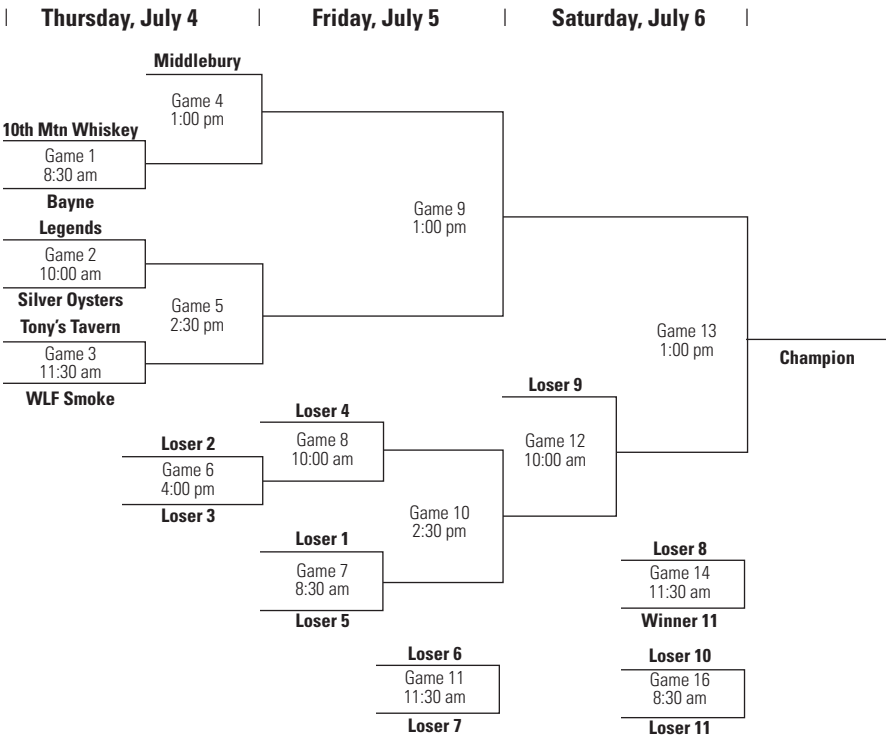 Thursday, July 4
Friday, July 5
Saturday, July 6
Middlebury
Game 4
1:00 pm
10th Mtn Whiskey
Game 1
8:30 am
Bayne
Legends
Game 2
10:00 am
Silver Oysters
Tony's Tavern
Game 3
11:30 am
WLF Smoke
Game 5
2:30 pm
Game 9
1:00 pm
Game 13
1:00 pm
Champion
Loser 9
Game 12
10:00 am
Loser 4
Game 8
10:00 am
Loser 2
Game 6
4:00 pm
Loser 3
Game 10
2:30 pm
Loser 1
Game 7
8:30 am
Loser 5
Loser 8
Game 14
11:30 am
Winner 11
Loser 6
Game 11
11:30 am
Loser 7
Loser 10
Game 16
8:30 am
Loser 11